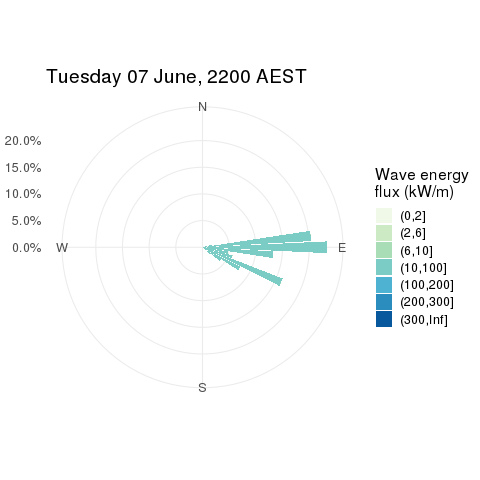 Tuesday 07 June, 2200 AEST
N
20.0%
15.0%
10.0%
5.0%
0.0%
W
E
S
Wave energy
flux (kW/m)
(0,2]
(2,6]
(6,10]
(10,100]
(100,200]
(200,300]
(300,Inf]